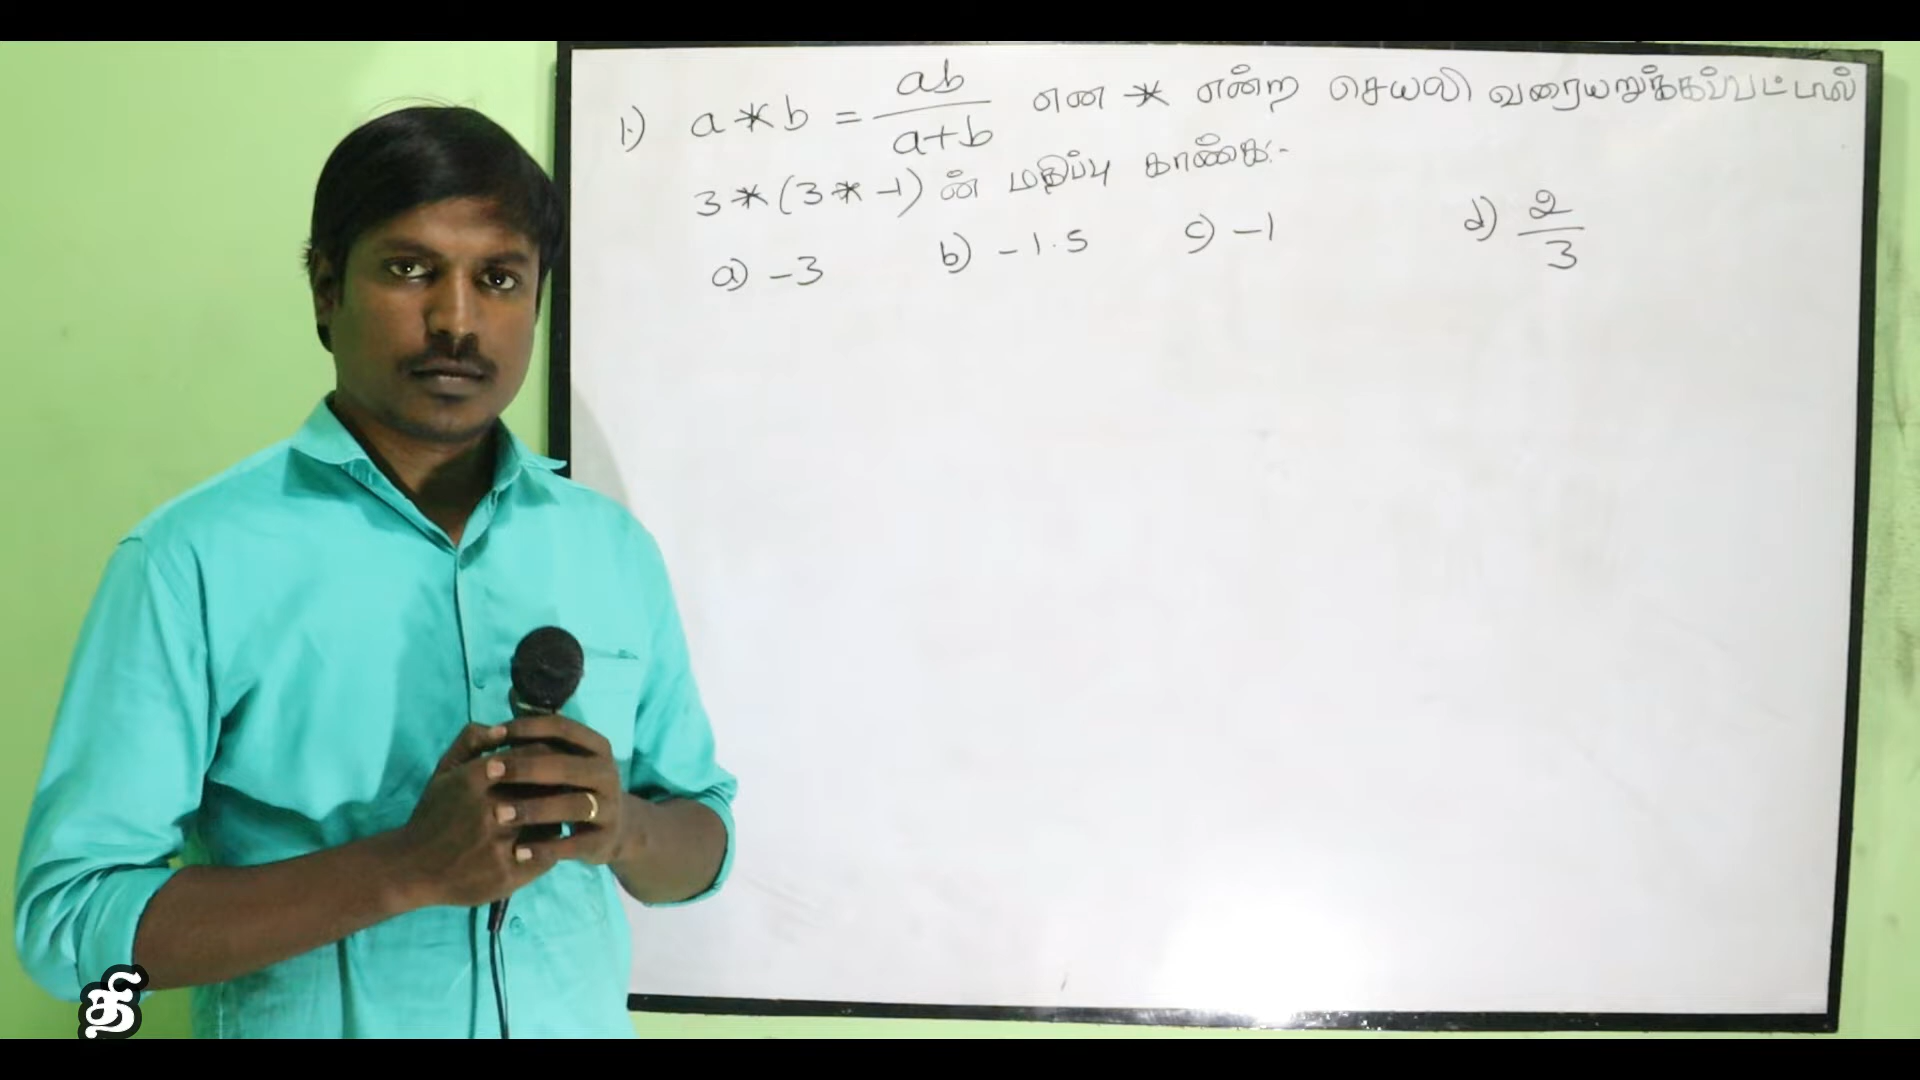 1.) a * b = ab/a+b என * என்ற செயலி வரையறுக்கப்பட்டால்
3 * (3 * -1) ன் மதிப்பு காண்க:-
a) -3 b) -1.5 c) -1 d) 2/3
தி